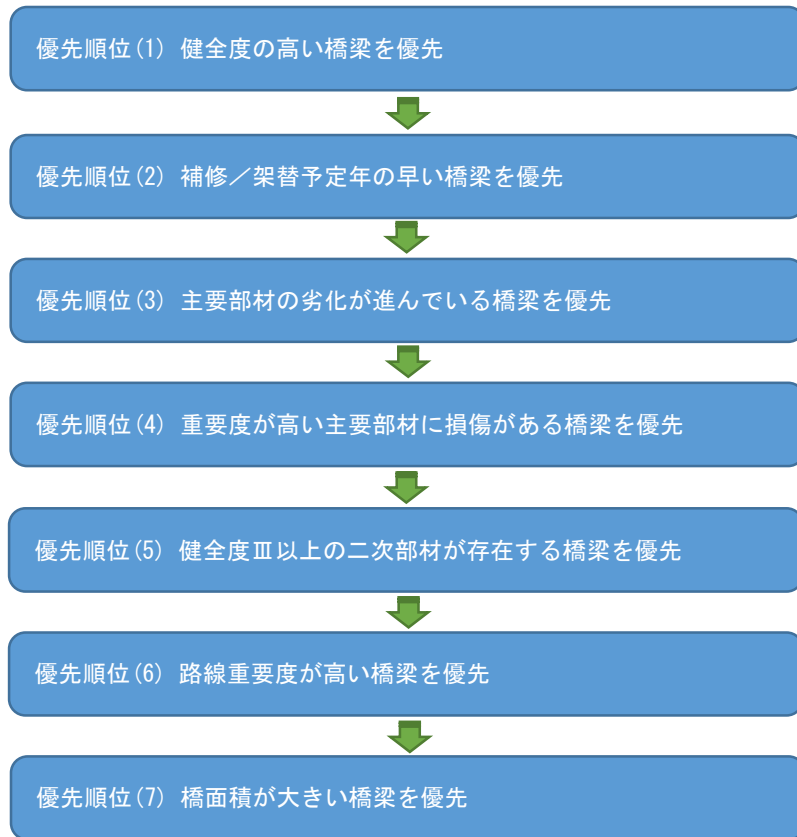 優先順位(1) 健全度の高い橋梁を優先
優先順位(2) 補修／架替予定年の早い橋梁を優先
優先順位(3) 主要部材の劣化が進んでいる橋梁を優先
優先順位(4) 重要度が高い主要部材に損傷がある橋梁を優先
優先順位(5) 健全度Ⅲ以上の二次部材が存在する橋梁を優先
優先順位(6) 路線重要度が高い橋梁を優先
優先順位(7) 橋面積が大きい橋梁を優先